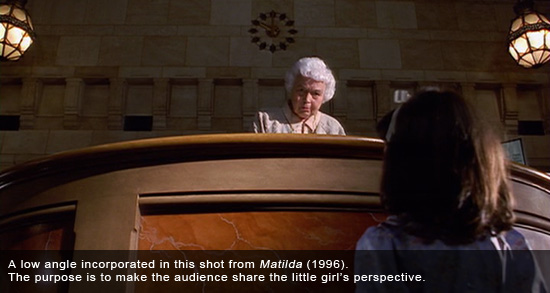 A low angle incorporated in this shot from Matilda (1996).
The purpose is to make the audience share the little girl's perspective.